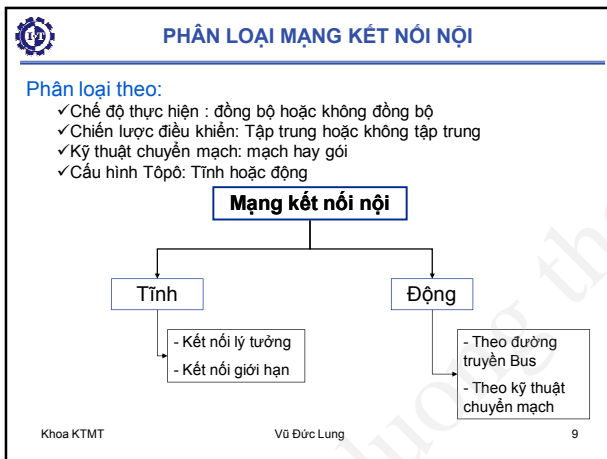 PHÂN LOẠI MẠNG KẾT NỐI NỘI
Phân loại theo:
✓Chế độ thực hiện : đồng bộ hoặc không đồng bộ
✓Chiến lược điều khiển: Tập trung hoặc không tập trung
✓Kỹ thuật chuyển mạch: mạch hay gói
✓Cấu hình Tôpô: Tĩnh hoặc động
Mạng kết nối nội
Tĩnh
Động
- Kết nối lý tưởng
- Kết nối giới hạn
- Theo đường
truyền Bus
- Theo kỹ thuật
chuyển mạch
Khoa KTMT
Vũ Đức Lung
9